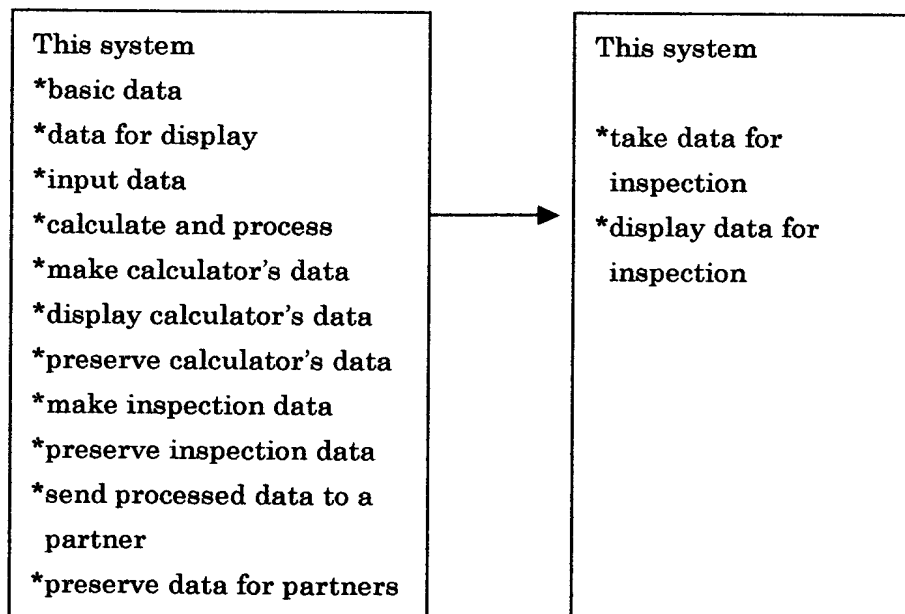 This system
*basic data
*data for display
*input data
*calculate and process
*make calculator's data
*display calculator's data
*preserve calculator's data
*make inspection data
*preserve inspection data
*send processed data to a
partner
*preserve data for partners
This system
*take data for
inspection
*display data for
inspection